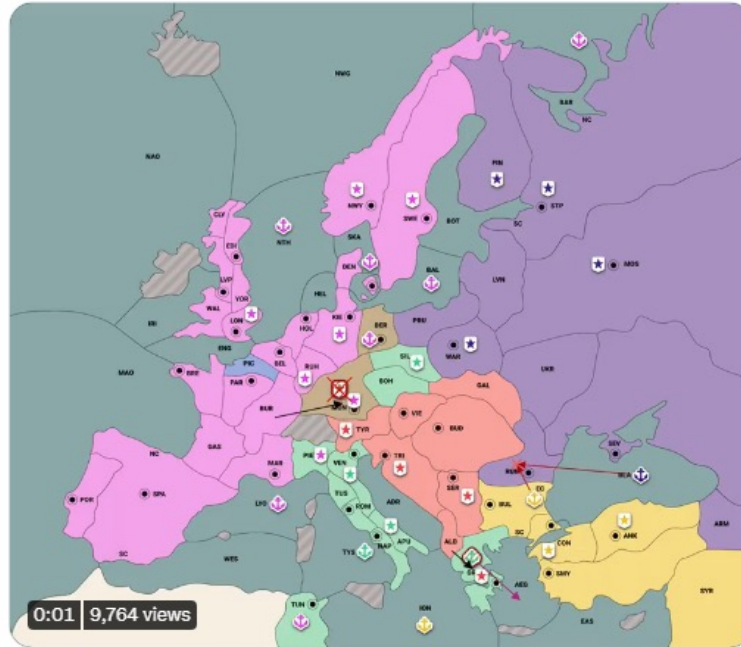 NWG
BAR
NC
NAO
FIN
STP
SC
NWY
SWE
BOT
CLY
EDI
NTH
SKA
MOS
DEN
BAL
LVN
LVP
YOR
HEL
WAL
IRI
KIE
BER
PRU
LON
HOL
ENG
WAR
MAO
PIC
BEL
RUH
SIL
UKR
BRE
PAR
BOH
MUN
GAL
BUR
VIE
TYR
BUD
GAS
SEV
NC
PIE
VEN
TRI
RUM
BLA
MAR
SER
EC
POR
SPA
TUS
ADR
BUL
ARM
LYO
ROM
SC
ALB
CON
ANK
SC
WES
TYS
NAP
APU
GRE
AEG
SMY
SYR
TUN
ION
EAS
0:01 9,764 views